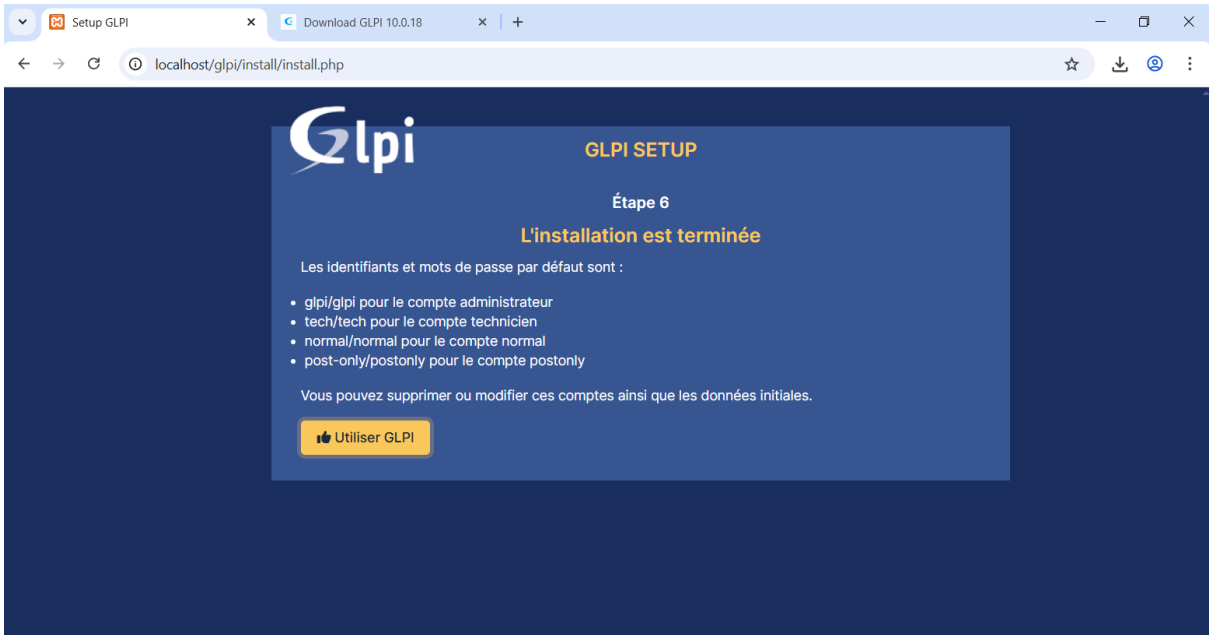 Setup GLPI
Download GLPI 10.0.18
localhost/glpi/install/install.php
Glpi
GLPI SETUP
Étape 6
L'installation est terminée
Les identifiants et mots de passe par défaut sont :
• glpi/glpi pour le compte administrateur
• tech/tech pour le compte technicien
• normal/normal pour le compte normal
• post-only/postonly pour le compte postonly
Vous pouvez supprimer ou modifier ces comptes ainsi que les données initiales.
Utiliser GLPI